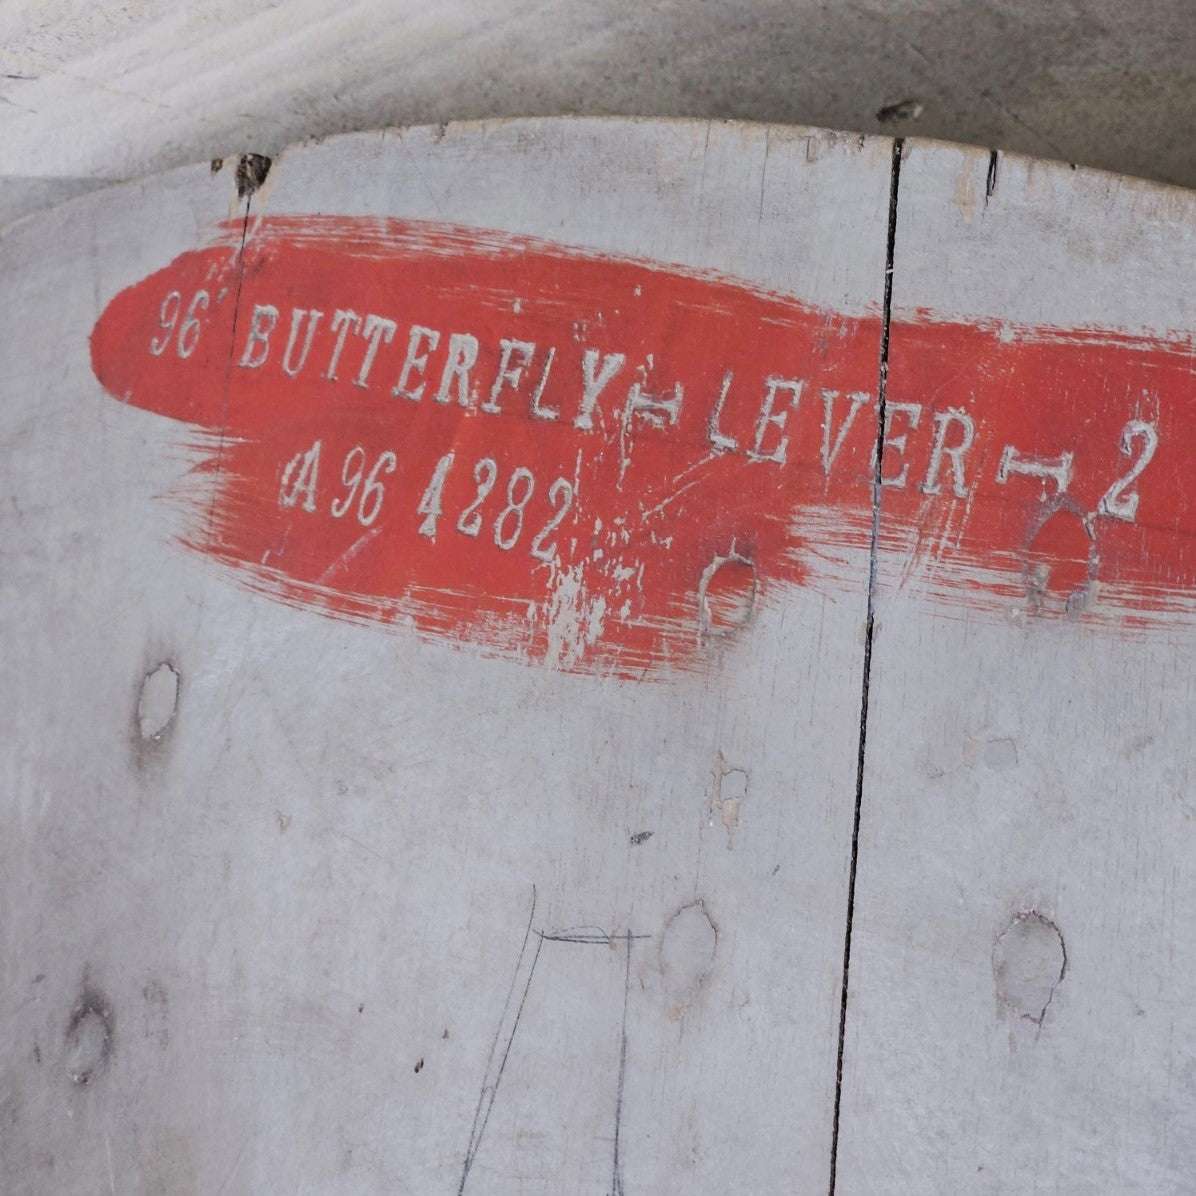 96" BUTTERFLY - LEVER - 2
A96 4282